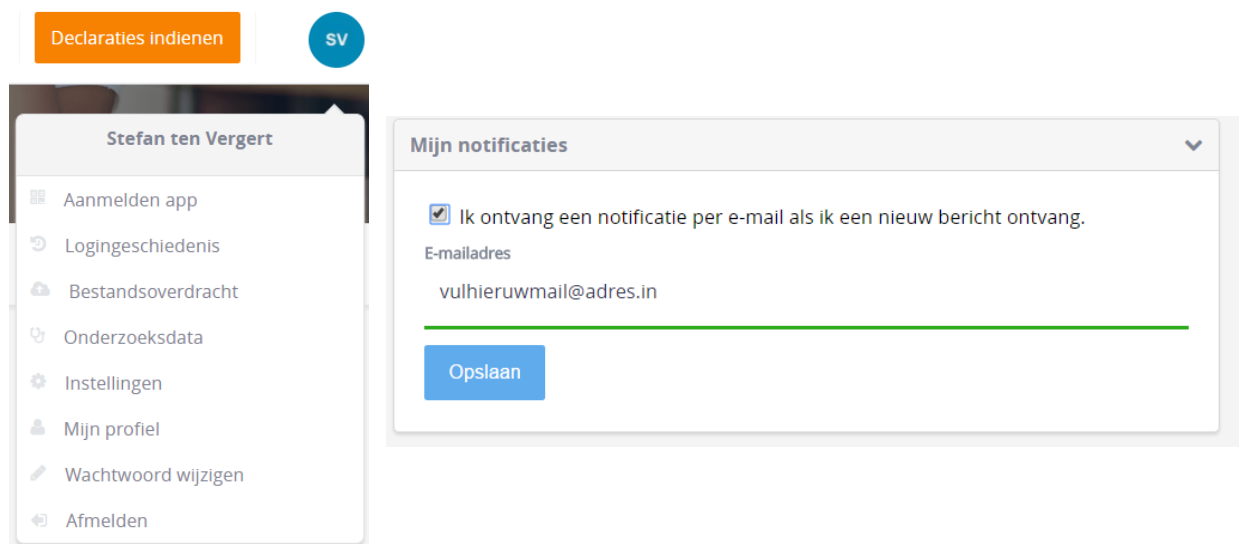 Declaraties indienen
SV
Stefan ten Vergert
Aanmelden app
Logingeschiedenis
Bestandsoverdracht
Onderzoeksdata
Instellingen
Mijn profiel
Wachtwoord wijzigen
Afmelden
Mijn notificaties
Ik ontvang een notificatie per e-mail als ik een nieuw bericht ontvang.
E-mailadres
vulhieruwmail@adres.in
Opslaan